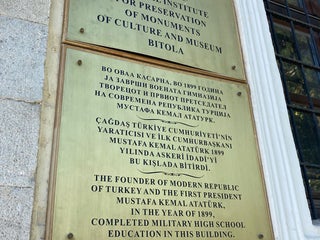 L INSTITUTE
FOR PRESERVATION
OF MONUMENTS
OF CULTURE AND MUSEUM
BITOLA
ВО ОВАА КАСАРНА, ВО 1899 ГОДИНА
ЈА ЗАВРШИ ВОЕНАТА ГИМНАЗИЈА
ТВОРЕЦОТ И ПРВИОТ ПРЕТСЕДАТЕЛ
НА СОВРЕМЕНА РЕПУБЛИКА ТУРЦИЈА
МУСТАФА КЕМАЛ АТАТУРК.
ÇAĞDAŞ TÜRKİYE CUMHURİYETİ'NİN
YARATICISI VE İLK CUMHURBAŞKANI
MUSTAFA KEMAL ATATÜRK 1899
YILINDA ASKERİ İDADİ'Yİ
BU KIŞLADA BİTİRDİ.
THE FOUNDER OF MODERN REPUBLIC
OF TURKEY AND THE FIRST PRESIDENT
MUSTAFA KEMAL ATATÜRK,
IN THE YEAR OF 1899,
COMPLETED MILITARY HIGH SCHOOL
EDUCATION IN THIS BUILDING.